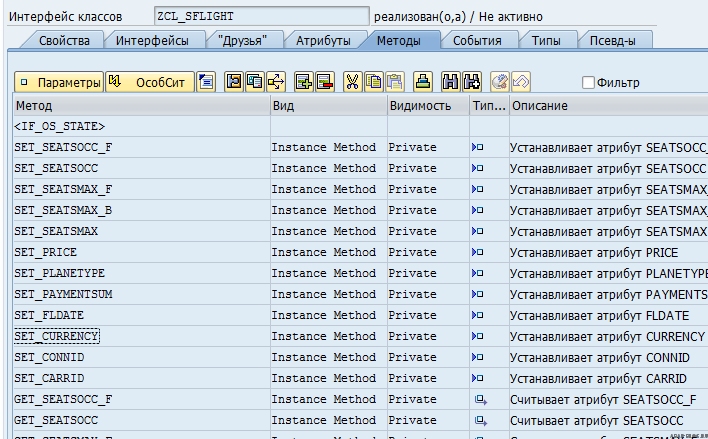 Интерфейс классов ZCL_SFLIGHT реализован(о,а) / Не активно
Свойства Интерфейсы "Друзья" Атрибуты Методы События Типы Псевд-ы
Параметры ОсобСит Фильтр
Метод Вид Видимость Тип... Описание
<IF_OS_STATE>
SET_SEATSOCC_F Instance Method Private Устанавливает атрибут SEATSOCC_
SET_SEATSOCC Instance Method Private Устанавливает атрибут SEATSOCC
SET_SEATSMAX_F Instance Method Private Устанавливает атрибут SEATSMAX_
SET_SEATSMAX_B Instance Method Private Устанавливает атрибут SEATSMAX_
SET_SEATSMAX Instance Method Private Устанавливает атрибут SEATSMAX
SET_PRICE Instance Method Private Устанавливает атрибут PRICE
SET_PLANETYPE Instance Method Private Устанавливает атрибут PLANETYP
SET_PAYMENTSUM Instance Method Private Устанавливает атрибут PAYMENTS
SET_FLDATE Instance Method Private Устанавливает атрибут FLDATE
SET_CURRENCY Instance Method Private Устанавливает атрибут CURRENCY
SET_CONNID Instance Method Private Устанавливает атрибут CONNID
SET_CARRID Instance Method Private Устанавливает атрибут CARRID
GET_SEATSOCC_F Instance Method Private Считывает атрибут SEATSOCC_F
GET_SEATSOCC Instance Method Private Считывает атрибут SEATSOCC